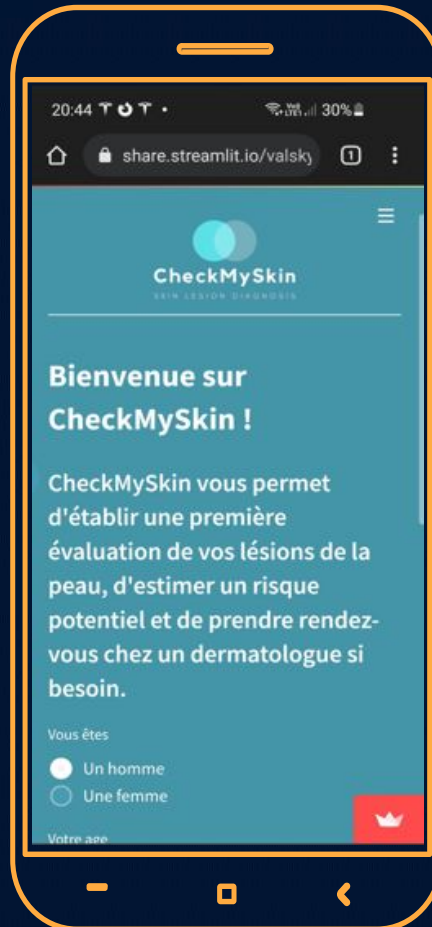 20:44
30%
share.streamlit.io/valsky
1
CheckMySkin
SKIN LESION DIAGNOSIS
Bienvenue sur
CheckMySkin !
CheckMySkin vous permet
d'établir une première
évaluation de vos lésions de la
peau, d'estimer un risque
potentiel et de prendre rendez-
vous chez un dermatologue si
besoin.
Vous êtes
Un homme
Une femme
Votre age